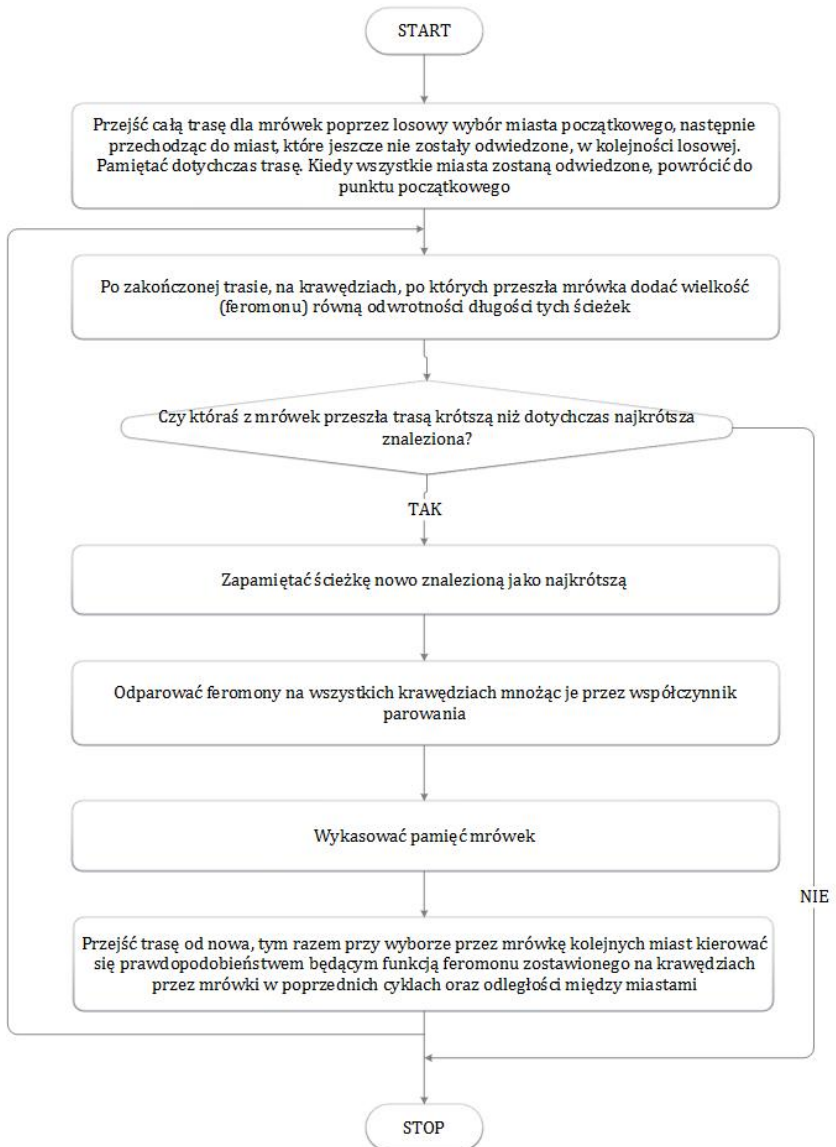 START
Przejść całą trasę dla mrówek poprzez losowy wybór miasta początkowego, następnie
przechodząc do miast, które jeszcze nie zostały odwiedzone, w kolejności losowej.
Pamiętać dotychczas trasę. Kiedy wszystkie miasta zostaną odwiedzone, powrócić do
punktu początkowego
Po zakończonej trasie, na krawędziach, po których przeszła mrówka dodać wielkość
(feromonu) równą odwrotności długości tych ścieżek
Czy któraś z mrówek przeszła trasą krótszą niż dotychczas najkrótsza
znaleziona?
TAK
Zapamiętać ścieżkę nowo znalezioną jako najkrótszą
Odparować feromony na wszystkich krawędziach mnożąc je przez współczynnik
parowania
Wykasować pamięć mrówek
NIE
Przejść trasę od nowa, tym razem przy wyborze przez mrówkę kolejnych miast kierować
się prawdopodobieństwem będącym funkcją feromonu zostawionego na krawędziach
przez mrówki w poprzednich cyklach oraz odległości między miastami
STOP